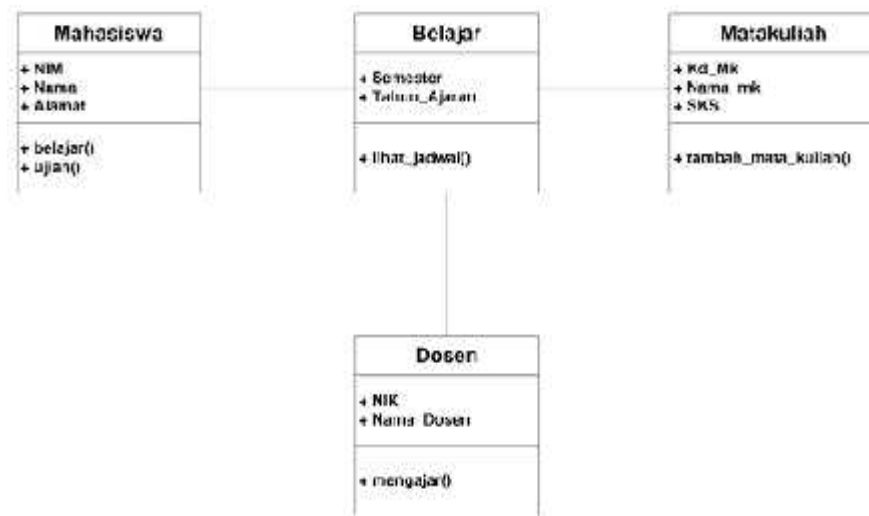 Mahasiswa
+ NIM
+ Nama
+ Alamat
+ belajar()
+ ujian()
Belajar
+ Semester
+ Tahun_Ajaran
+ lihat_jadwal()
Matakuliah
+ Kd_Mk
+ Nama_mk
+ SKS
+ tambah_mata_kuliah()
Dosen
+ NIK
+ Nama_Dosen
+ mengajar()